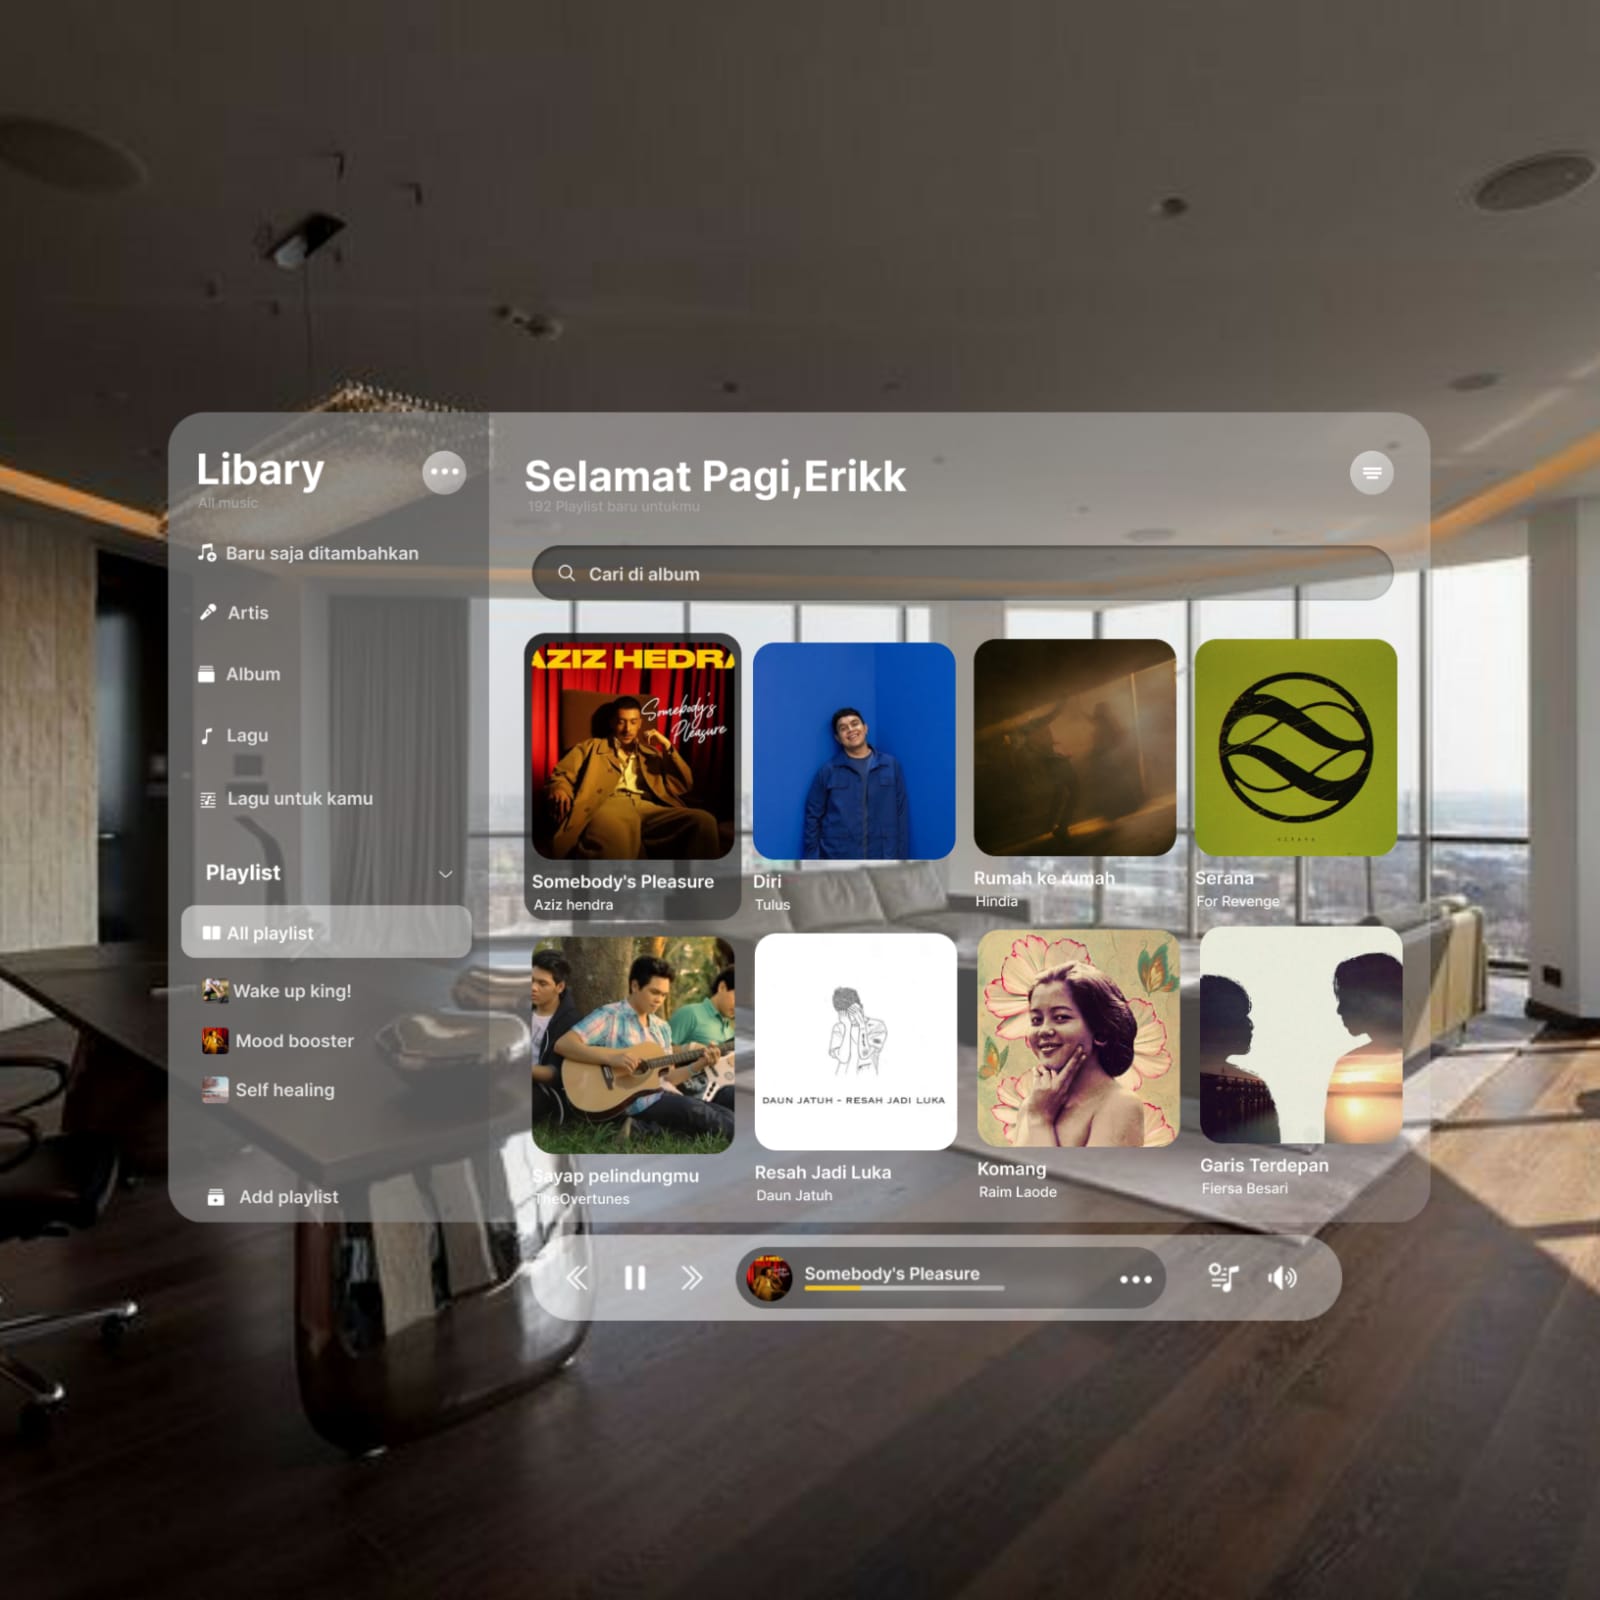 Libary
All music
Baru saja ditambahkan
Artis
Album
Lagu
Lagu untuk kamu
Playlist
All playlist
Wake up king!
Mood booster
Self healing
Add playlist
Selamat Pagi,Erikk
192 Playlist baru untukmu
Cari di album
AZIZ HEDRA
Somebody's
Pleasure
Somebody's Pleasure
Aziz hendra
Diri
Tulus
Rumah ke rumah
Hindia
SERANA
Serana
For Revenge
Sayap pelindungmu
TheOvertunes
DAUN JATUH - RESAH JADI LUKA
Resah Jadi Luka
Daun Jatuh
Komang
Raim Laode
Garis Terdepan
Fiersa Besari
Somebody's Pleasure